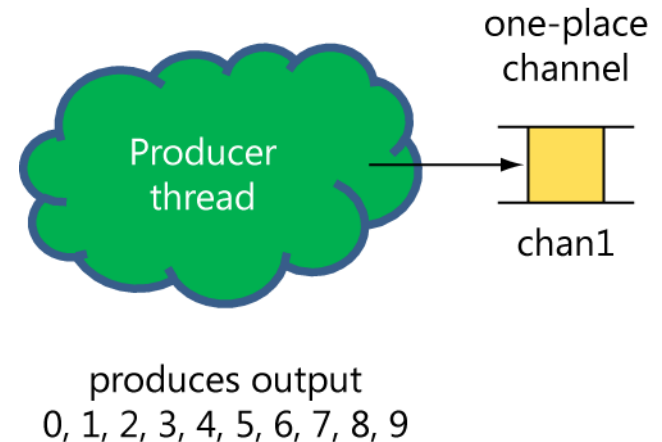 one-place
channel
Producer
thread
chan1
produces output
0, 1, 2, 3, 4, 5, 6, 7, 8, 9